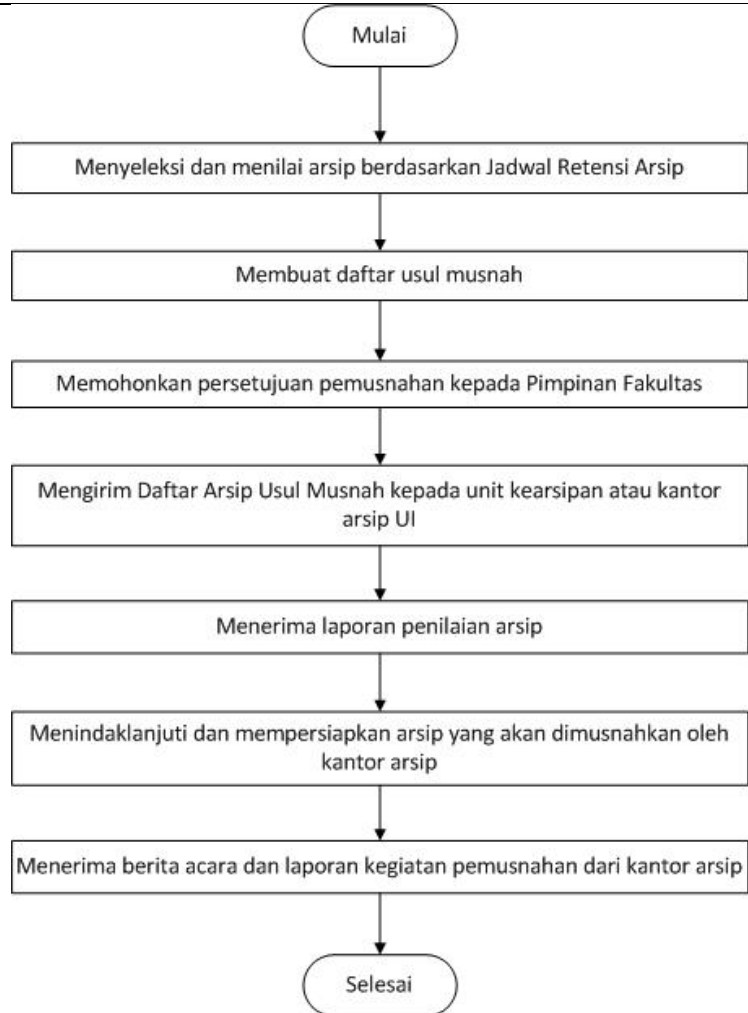 Mulai
Menyeleksi dan menilai arsip berdasarkan Jadwal Retensi Arsip
Membuat daftar usul musnah
Memohonkan persetujuan pemusnahan kepada Pimpinan Fakultas
Mengirim Daftar Arsip Usul Musnah kepada unit kearsipan atau kantor
arsip UI
Menerima laporan penilaian arsip
Menindaklanjuti dan mempersiapkan arsip yang akan dimusnahkan oleh
kantor arsip
Menerima berita acara dan laporan kegiatan pemusnahan dari kantor arsip
Selesai